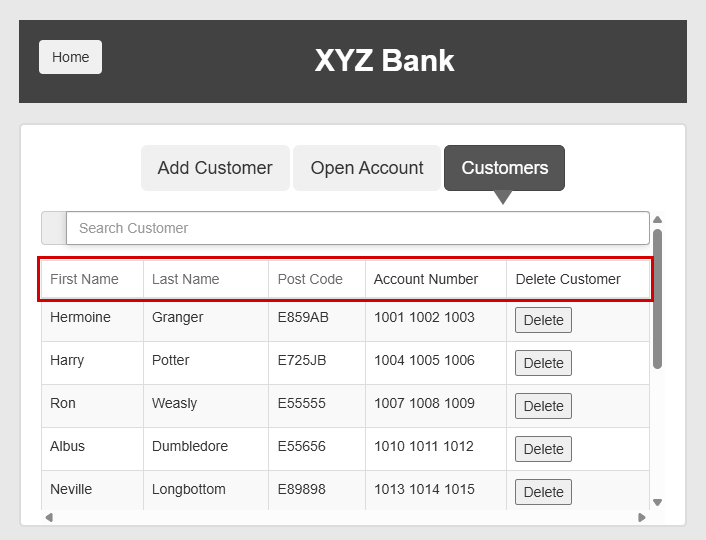 Home
XYZ Bank
Add Customer Open Account Customers
Search Customer
First Name Last Name Post Code Account Number Delete Customer
Hermoine Granger E859AB 1001 1002 1003 Delete
Harry Potter E725JB 1004 1005 1006 Delete
Ron Weasly E55555 1007 1008 1009 Delete
Albus Dumbledore E55656 1010 1011 1012 Delete
Neville Longbottom E89898 1013 1014 1015 Delete